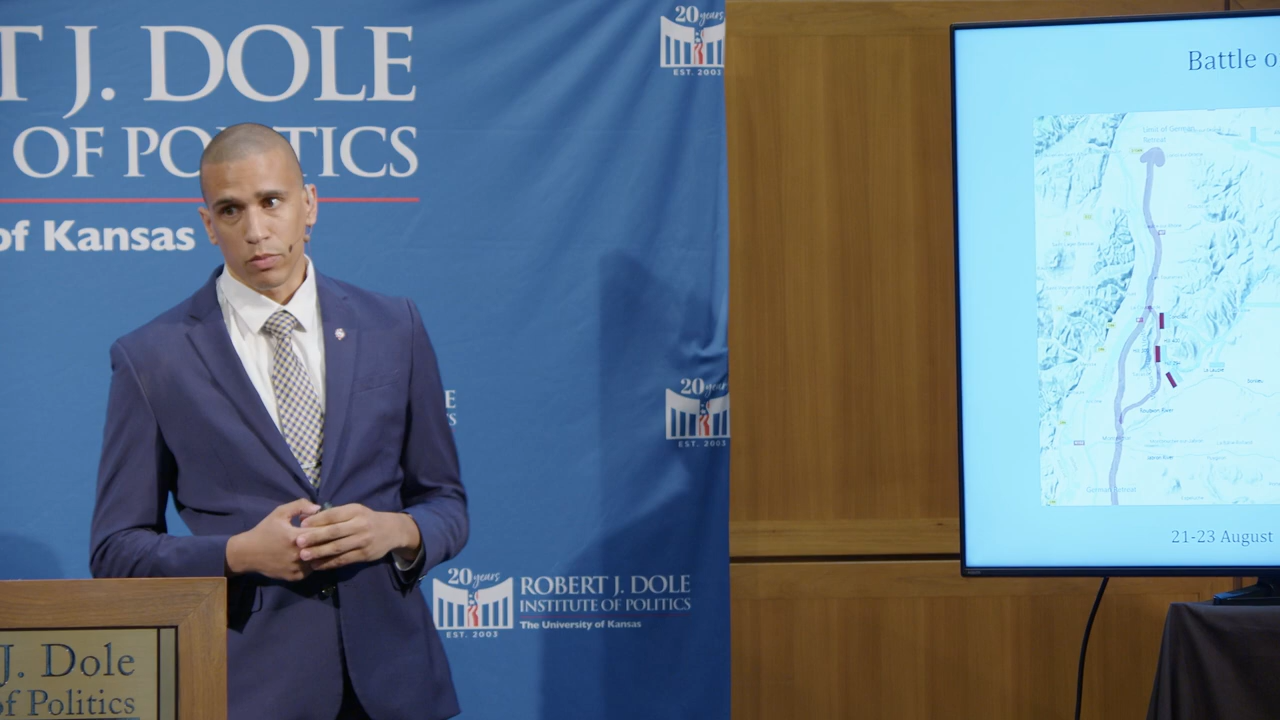 T J. DOLE
OF POLITICS
of Kansas
20 years
EST. 2003
20 years
EST. 2003
20 years
EST. 2003
ROBERT J. DOLE
INSTITUTE OF POLITICS
The University of Kansas
J. Dole
of Politics
Battle o
21-23 August